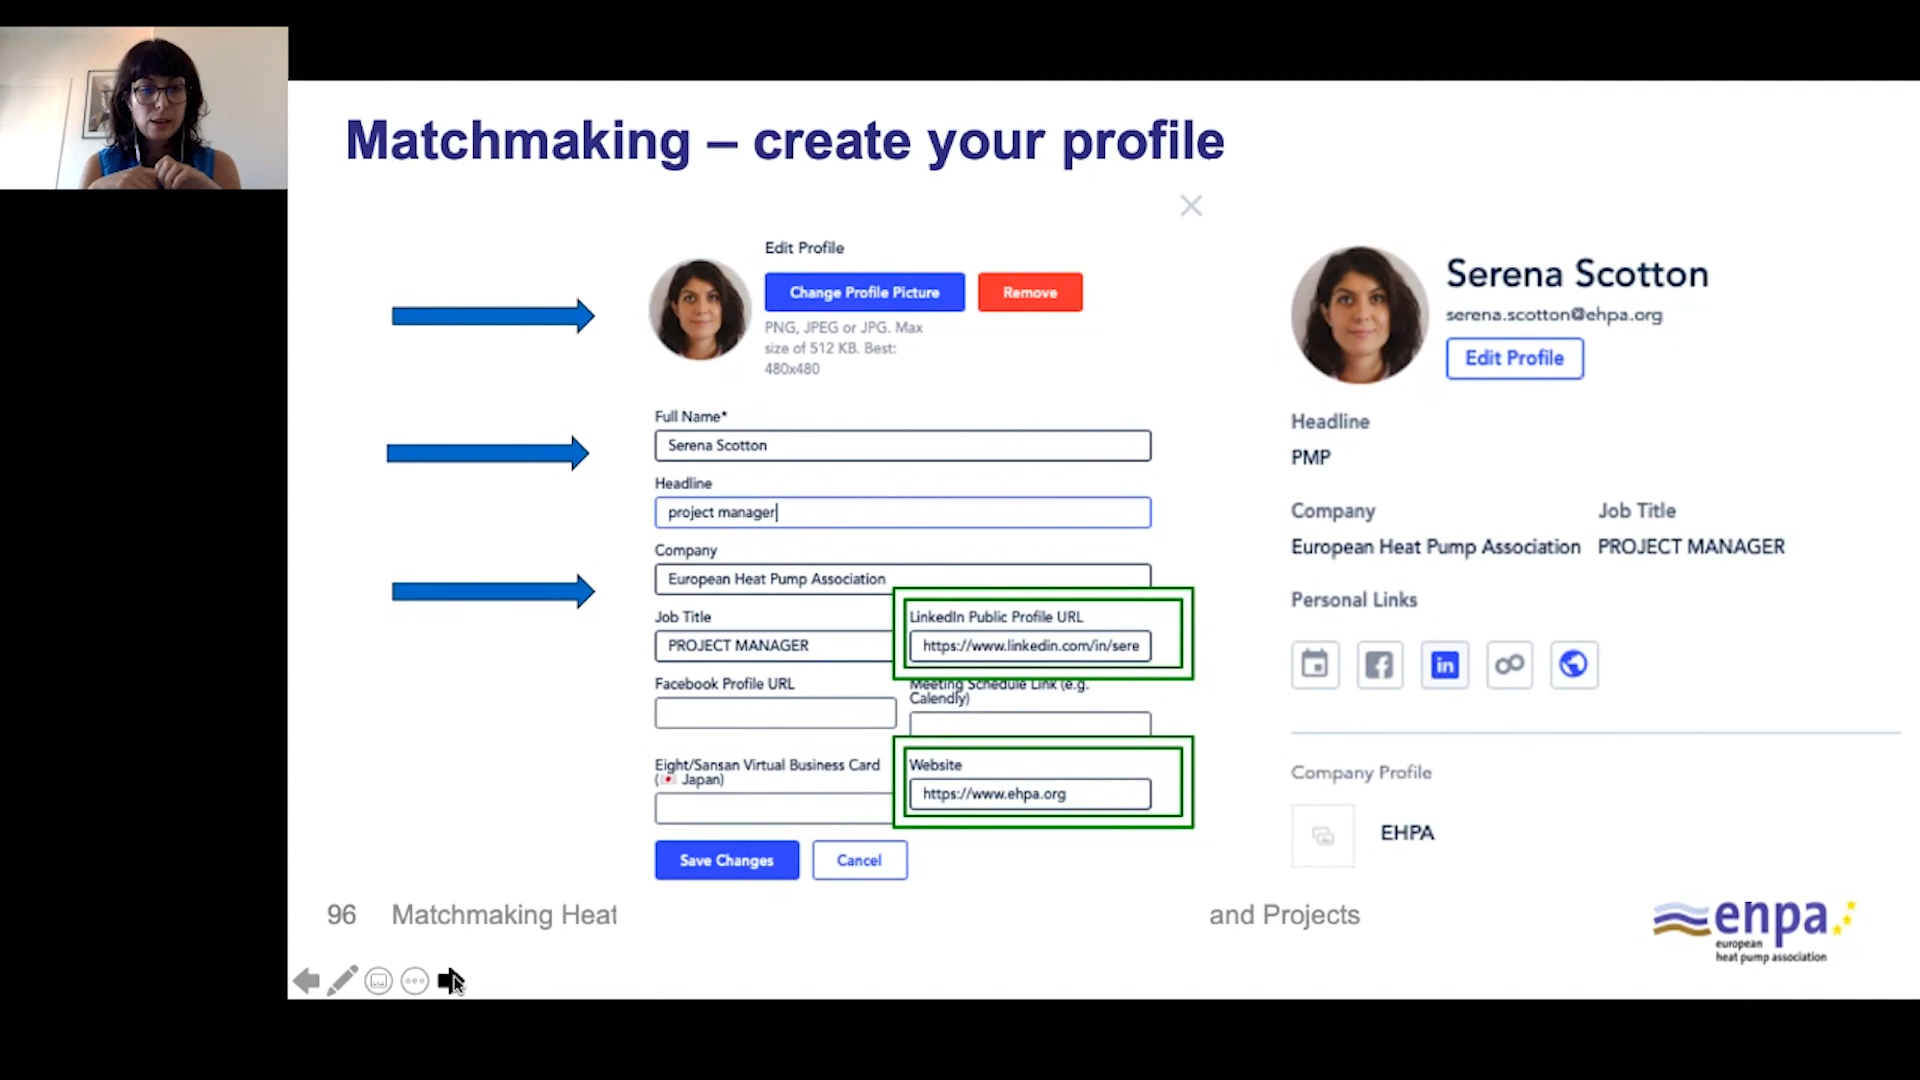 Matchmaking – create your profile
Edit Profile
Change Profile Picture
Remove
PNG, JPEG or JPG. Max
size of 512 KB. Best:
480x480
Full Name*
Serena Scotton
Headline
project manager
Company
European Heat Pump Association
Job Title
PROJECT MANAGER
LinkedIn Public Profile URL
https://www.linkedin.com/in/sere
Facebook Profile URL
Meeting Schedule Link (e.g.
Calendly)
Eight/Sansan Virtual Business Card
(🇯🇵 Japan)
Website
https://www.ehpa.org
Save Changes
Cancel
Serena Scotton
serena.scotton@ehpa.org
Edit Profile
Headline
PMP
Company
Job Title
European Heat Pump Association
PROJECT MANAGER
Personal Links
in
Company Profile
EHPA
96
Matchmaking Heat
and Projects
ehpa
european
heat pump association